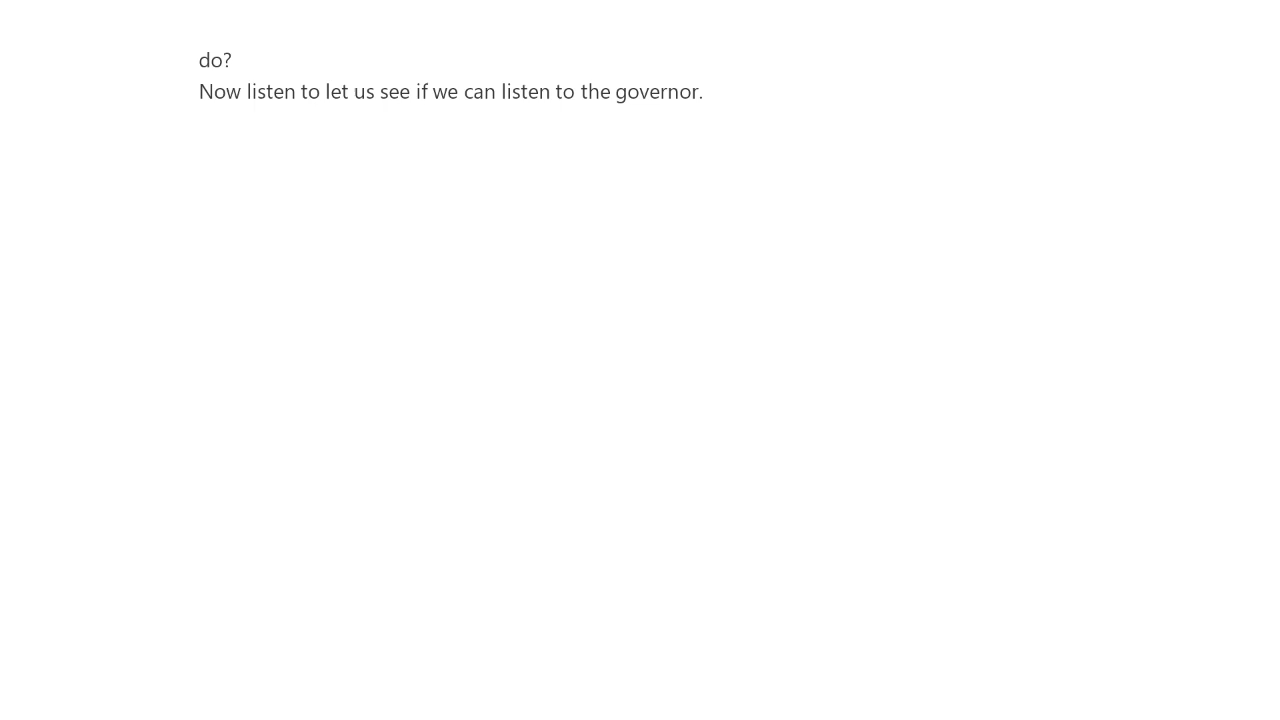 do?
Now listen to let us see if we can listen to the governor.